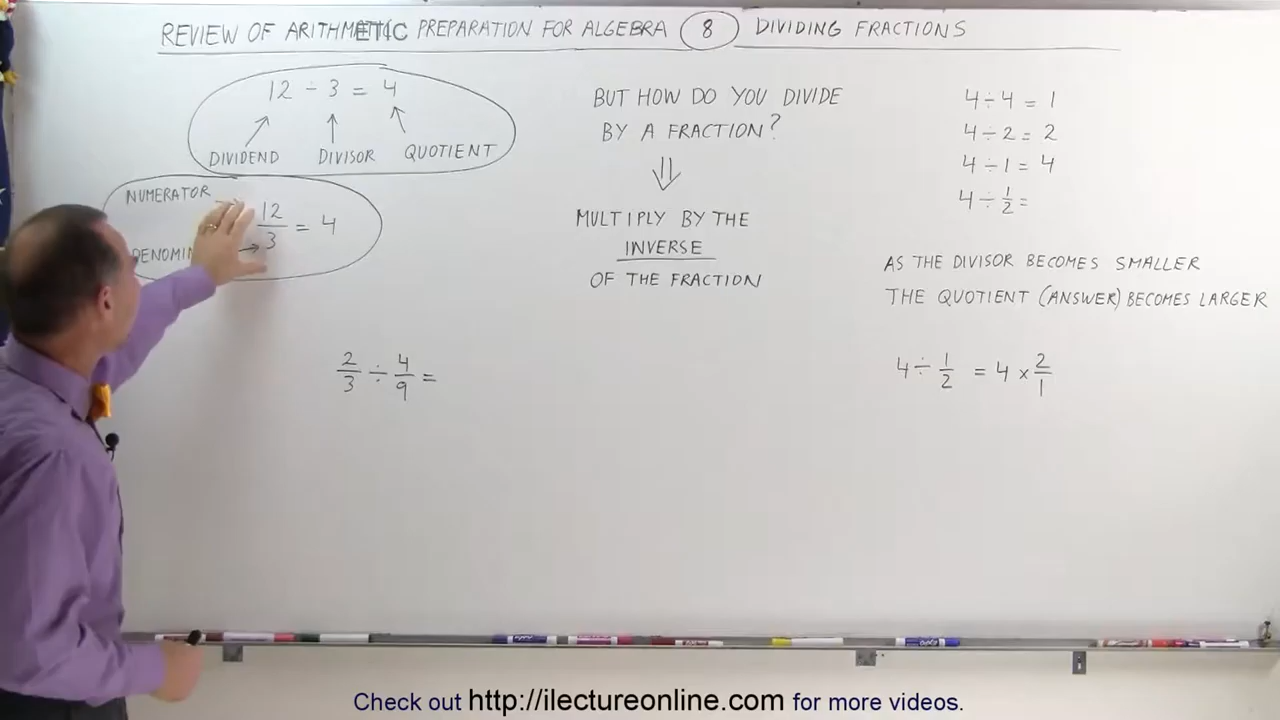 REVIEW OF ARITHMETIC PREPARATION FOR ALGEBRA 8 DIVIDING FRACTIONS
12 ÷ 3 = 4
DIVIDEND DIVISOR QUOTIENT
NUMERATOR
12/3 = 4
DENOMIN
2/3 ÷ 4/9 =
BUT HOW DO YOU DIVIDE
BY A FRACTION?
MULTIPLY BY THE
INVERSE
OF THE FRACTION
4 ÷ 4 = 1
4 ÷ 2 = 2
4 ÷ 1 = 4
4 ÷ 1/2 =
AS THE DIVISOR BECOMES SMALLER
THE QUOTIENT (ANSWER) BECOMES LARGER
4 ÷ 1/2 = 4 × 2/1
Check out http://ilectureonline.com for more videos.